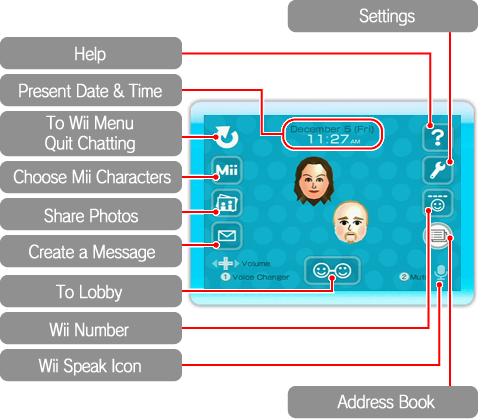 Settings
Help
Present Date & Time
To Wii Menu
Quit Chatting
Choose Mii Characters
Share Photos
Create a Message
To Lobby
Wii Number
Wii Speak Icon
Address Book
December 5 (Fri)
11:27 AM
?
Mii
Volume
1 Voice Changer
2 Mute